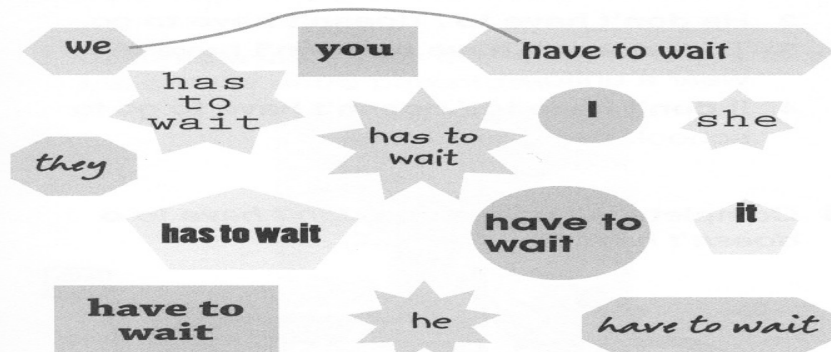 we
you
have to wait
has
to
wait
has to
wait
I
she
they
has to wait
have to
wait
it
have to
wait
he
have to wait